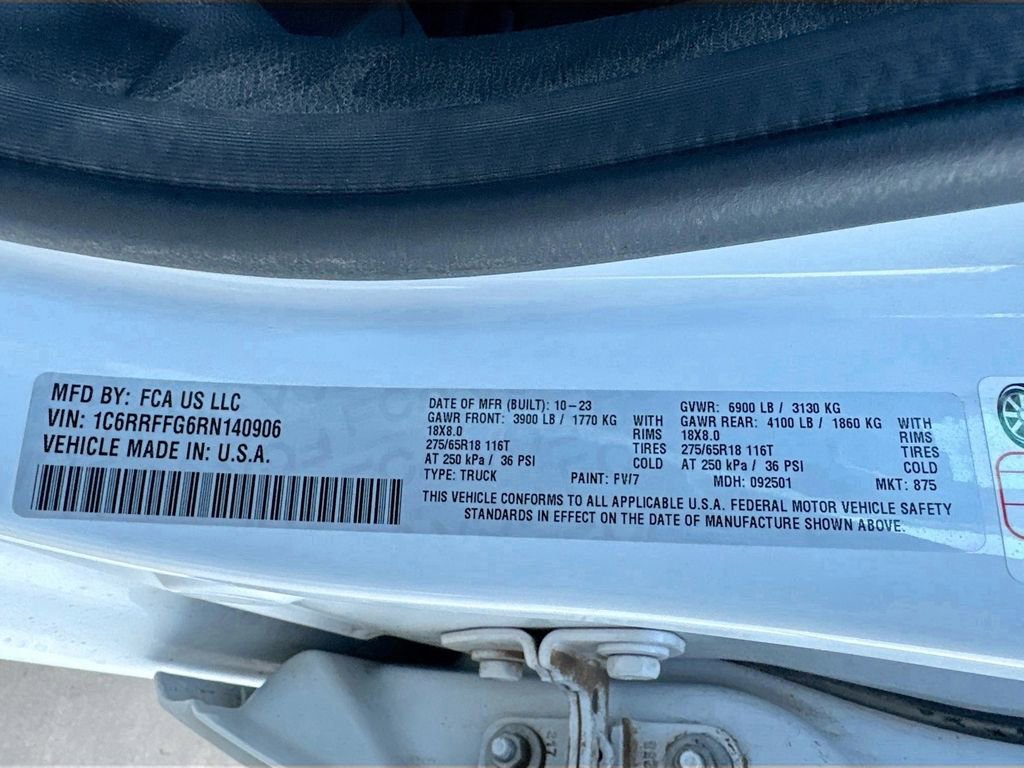 MFD BY: FCA US LLC
VIN: 1C6RRFFG6RN140906
VEHICLE MADE IN: U.S.A.
DATE OF MFR (BUILT): 10-23
GAWR FRONT: 3900 LB / 1770 KG WITH
18X8.0 RIMS
275/65R18 116T TIRES
AT 250 kPa / 36 PSI COLD
TYPE: TRUCK PAINT: FV/7
GVWR: 6900 LB / 3130 KG
GAWR REAR: 4100 LB / 1860 KG WITH
18X8.0 RIMS
275/65R18 116T TIRES
AT 250 kPa / 36 PSI COLD
MDH: 092501 MKT: 875
THIS VEHICLE CONFORMS TO ALL APPLICABLE U.S.A. FEDERAL MOTOR VEHICLE SAFETY
STANDARDS IN EFFECT ON THE DATE OF MANUFACTURE SHOWN ABOVE.
217